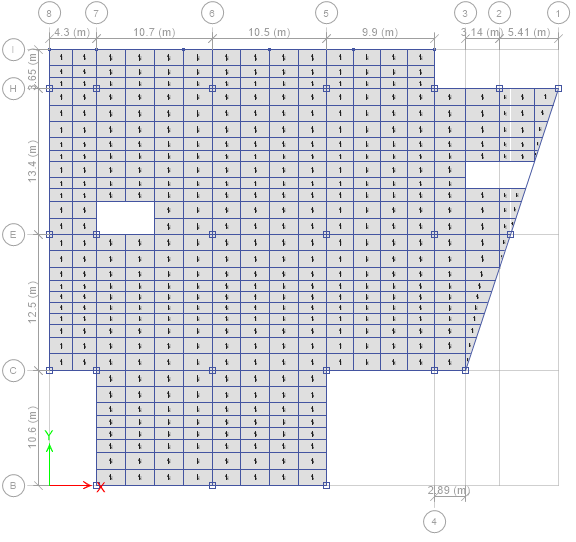 8 7 6 5 3 2 1
4.3 (m) 10.7 (m) 10.5 (m) 9.9 (m) 3.14 (m) 5.41 (m)
I
3.65 (m)
H
13.4 (m)
E
12.5 (m)
C
10.6 (m)
Y
B
X
2.89 (m)
4